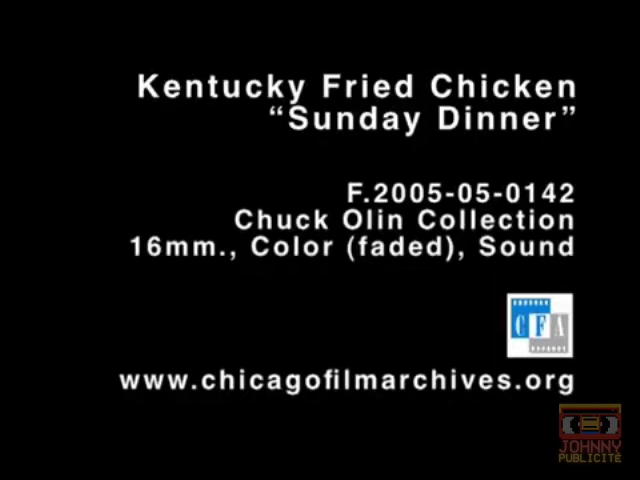 Kentucky Fried Chicken
“Sunday Dinner”
F.2005-05-0142
Chuck Olin Collection
16mm., Color (faded), Sound
CFA
www.chicagofilmarchives.org
JOHNNY
PUBLICITÉ